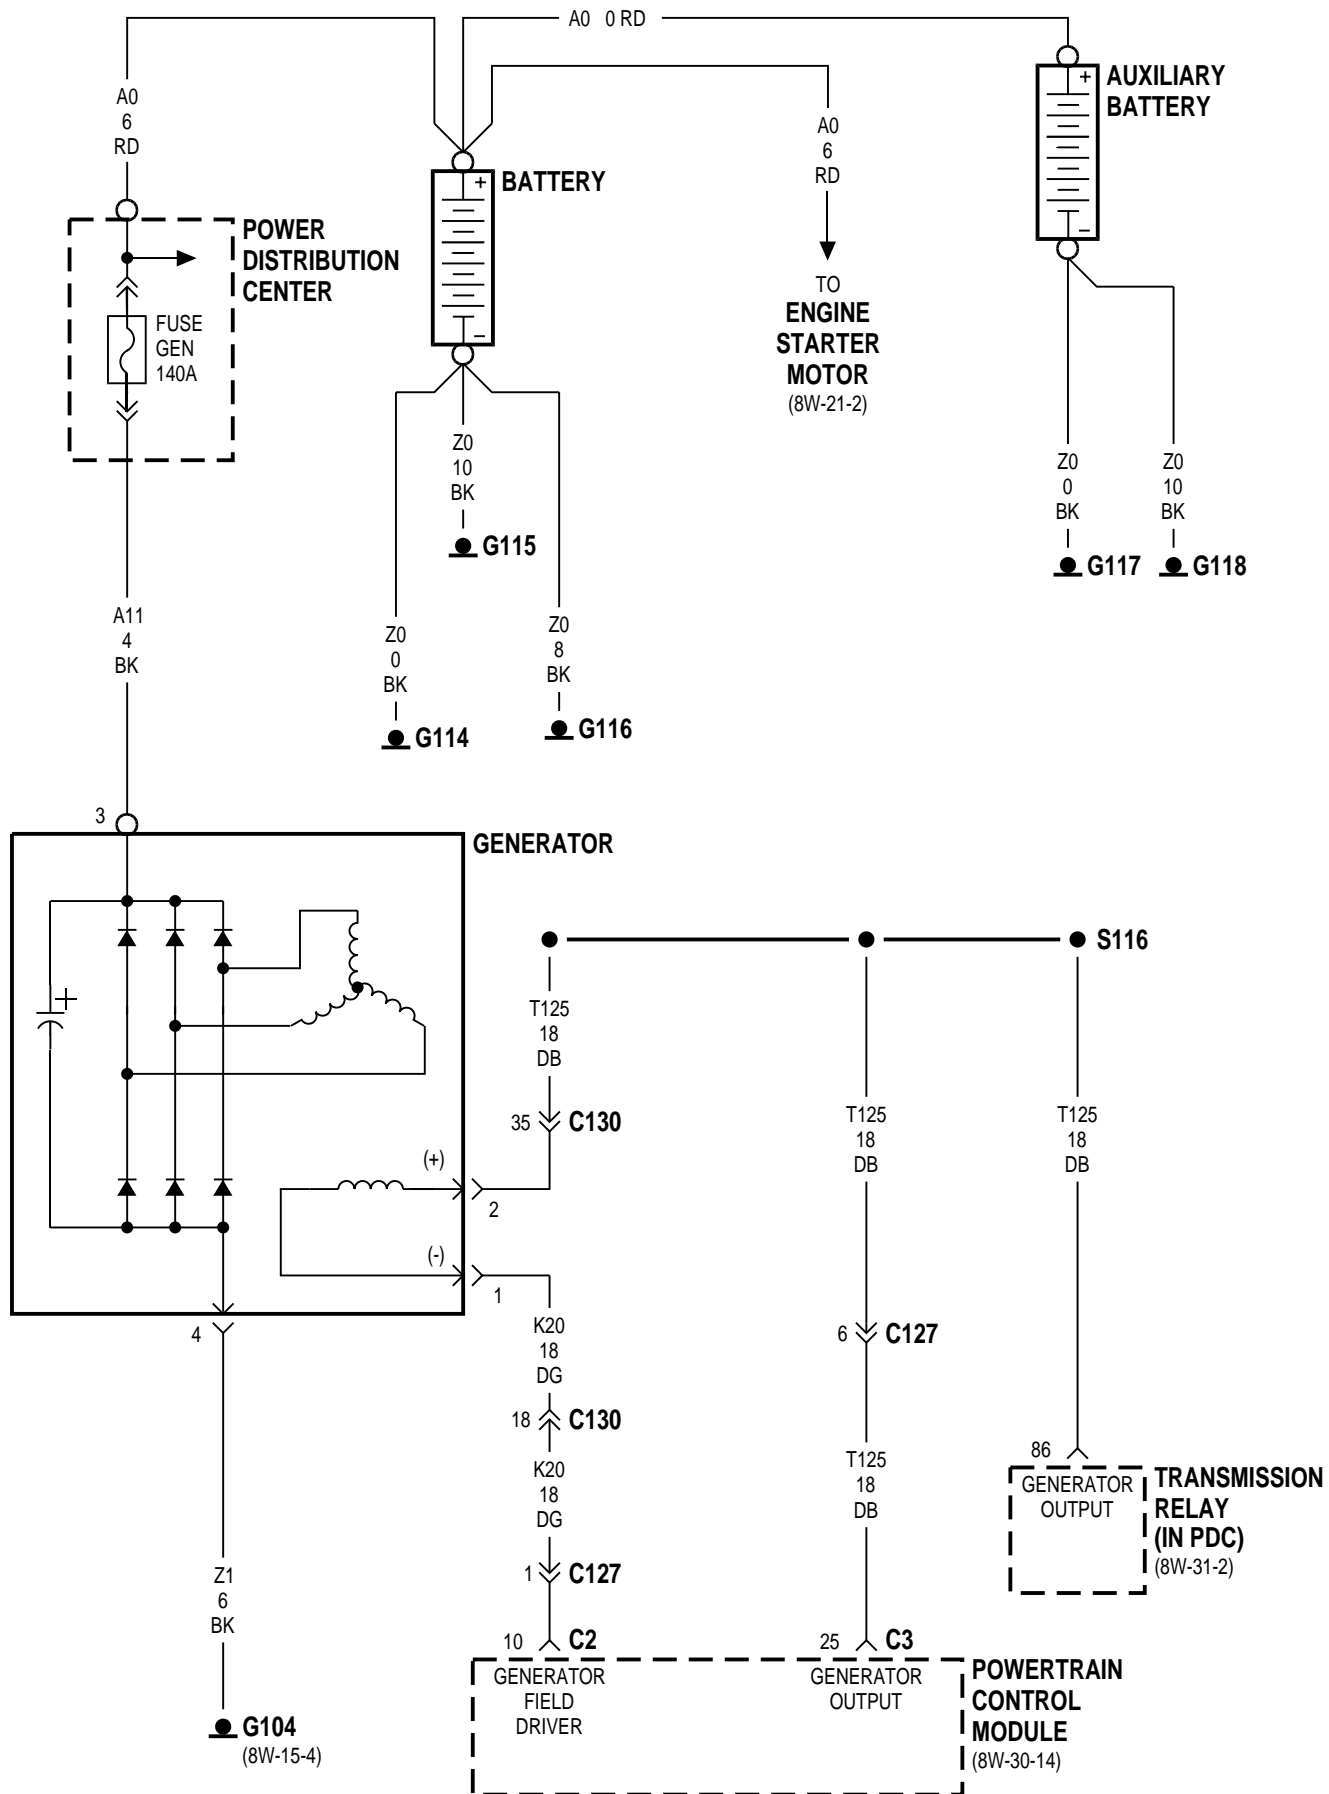 A0 0 RD
+
AUXILIARY
BATTERY
A0
6
RD
A0
6
RD
+
BATTERY
POWER
DISTRIBUTION
CENTER
–
TO
ENGINE
STARTER
MOTOR
(8W-21-2)
FUSE
GEN
140A
–
Z0
10
BK
Z0
0
BK
Z0
10
BK
G115
G117
G118
A11
4
BK
Z0
0
BK
Z0
8
BK
G114
G116
3
GENERATOR
S116
+
T125
18
DB
35
C130
T125
18
DB
T125
18
DB
(+)
2
(-)
1
4
K20
18
DG
6
C127
18
C130
K20
18
DG
T125
18
DB
86
GENERATOR
OUTPUT
TRANSMISSION
RELAY
(IN PDC)
(8W-31-2)
1
C127
Z1
6
BK
10
C2
25
C3
GENERATOR
FIELD
DRIVER
GENERATOR
OUTPUT
POWERTRAIN
CONTROL
MODULE
(8W-30-14)
G104
(8W-15-4)